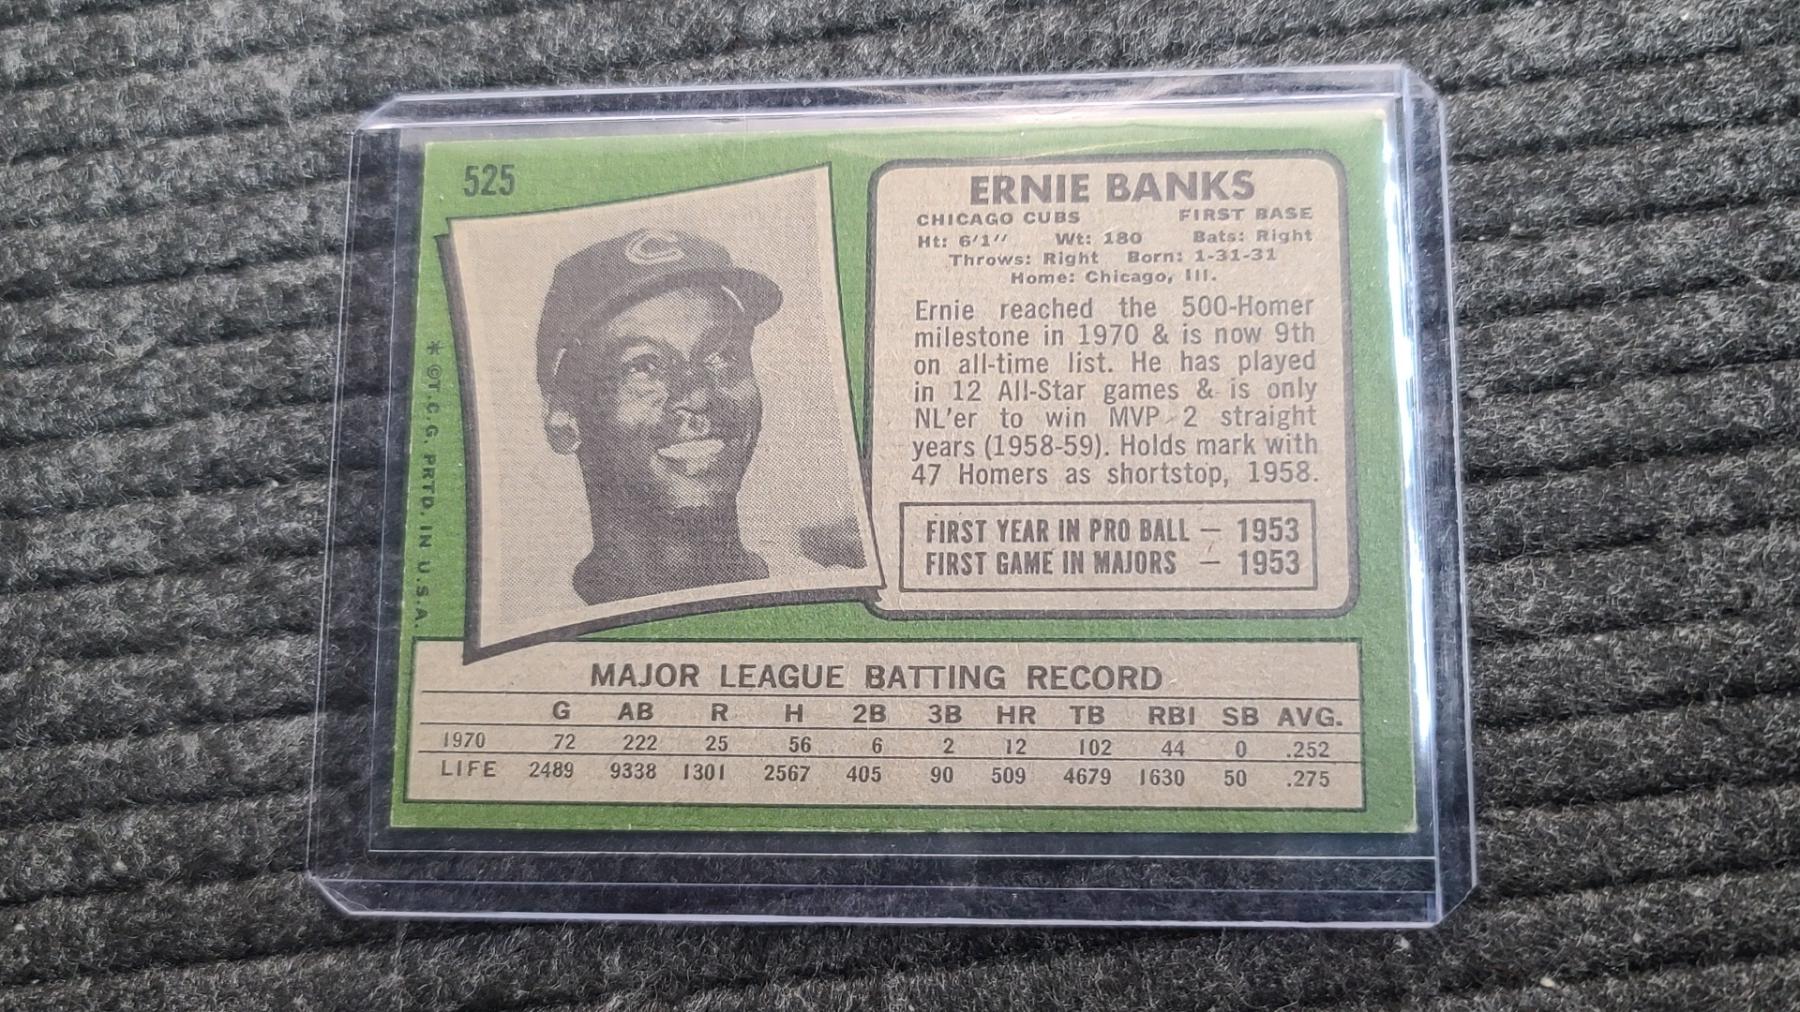 525
ERNIE BANKS
CHICAGO CUBS FIRST BASE
Ht: 6'1'' Wt: 180 Bats: Right
Throws: Right Born: 1-31-31
Home: Chicago, Ill.
Ernie reached the 500-Homer
milestone in 1970 & is now 9th
on all-time list. He has played
in 12 All-Star games & is only
NL'er to win MVP 2 straight
years (1958-59). Holds mark with
47 Homers as shortstop, 1958.
FIRST YEAR IN PRO BALL — 1953
FIRST GAME IN MAJORS — 1953
C
* ©T.C.G. PRTD. IN U.S.A.
MAJOR LEAGUE BATTING RECORD
G AB R H 2B 3B HR TB RBI SB AVG.
1970 72 222 25 56 6 2 12 102 44 0 .252
LIFE 2489 9338 1301 2567 405 90 509 4679 1630 50 .275